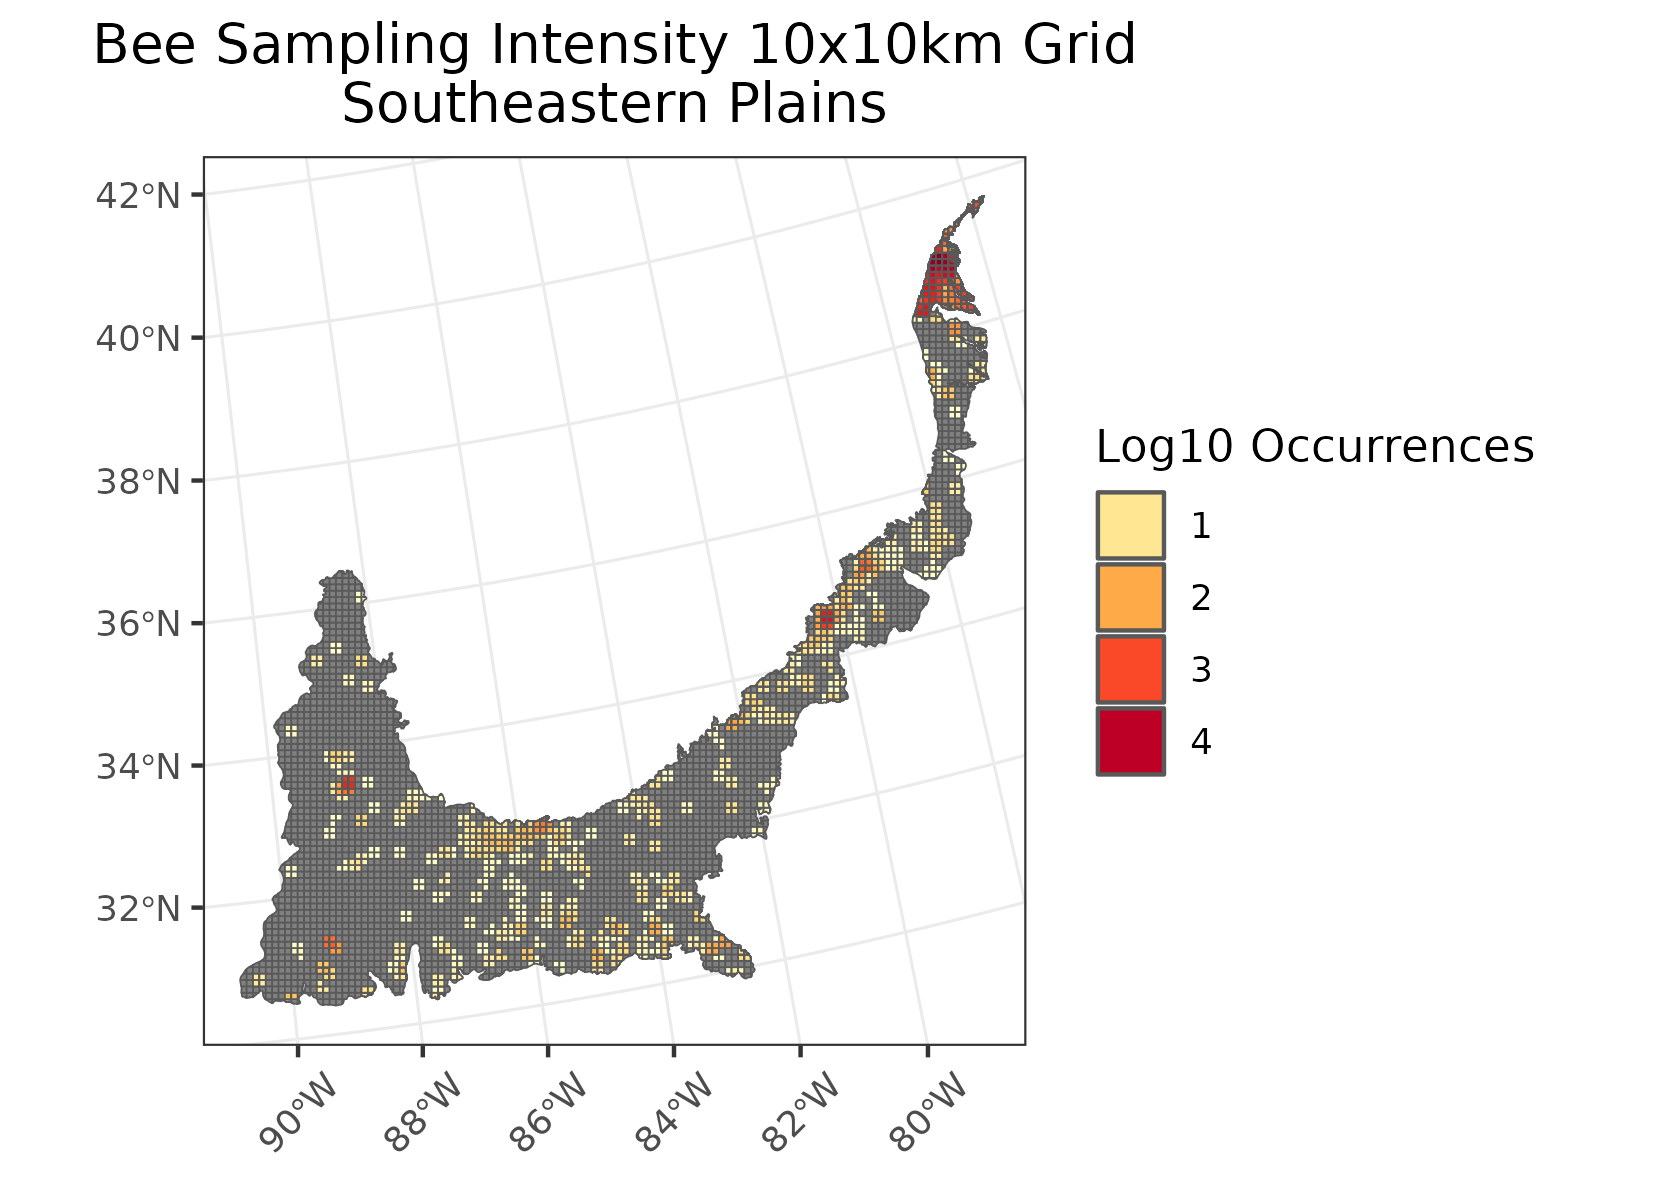 Bee Sampling Intensity 10x10km Grid
Southeastern Plains
42°N
40°N
38°N
36°N
34°N
32°N
90°W
88°W
86°W
84°W
82°W
80°W
Log10 Occurrences
1
2
3
4